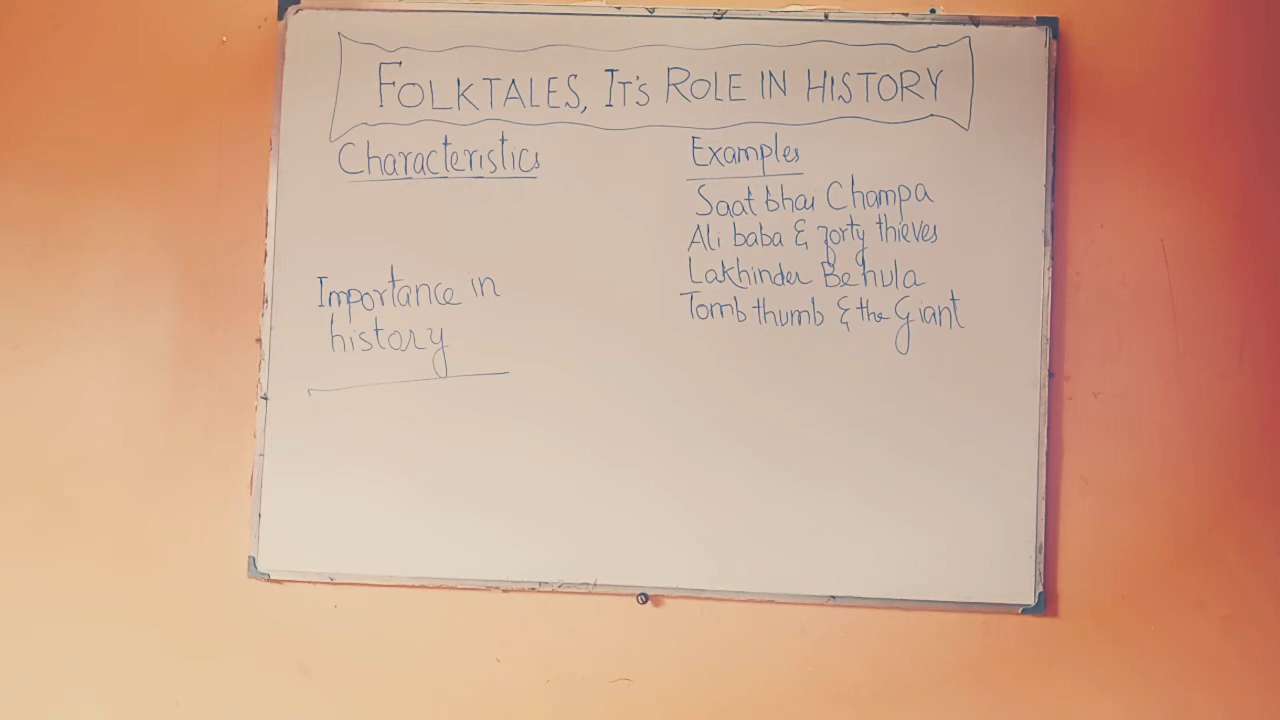 FOLKTALES, IT'S ROLE IN HISTORY
Characteristics
Importance in
history
Examples
Saat bhai Champa
Ali baba & forty thieves
Lakhinder Behula
Tomb thumb & the Giant